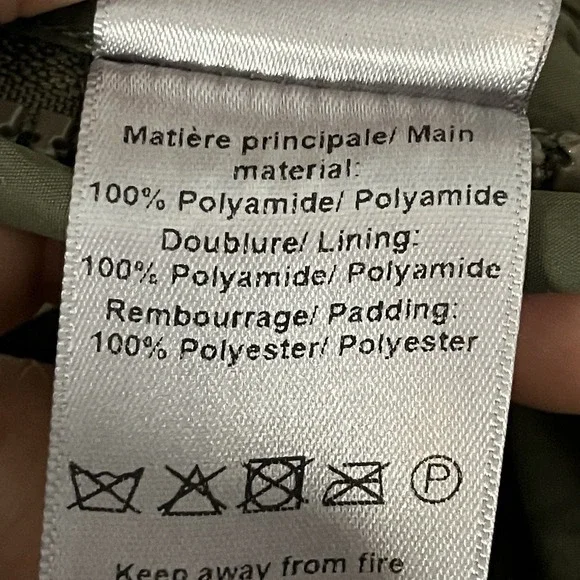 Matière principale/ Main
material:
100% Polyamide/ Polyamide
Doublure/ Lining:
100% Polyamide/ Polyamide
Rembourrage/ Padding:
100% Polyester/ Polyester
P
Keep away from fire